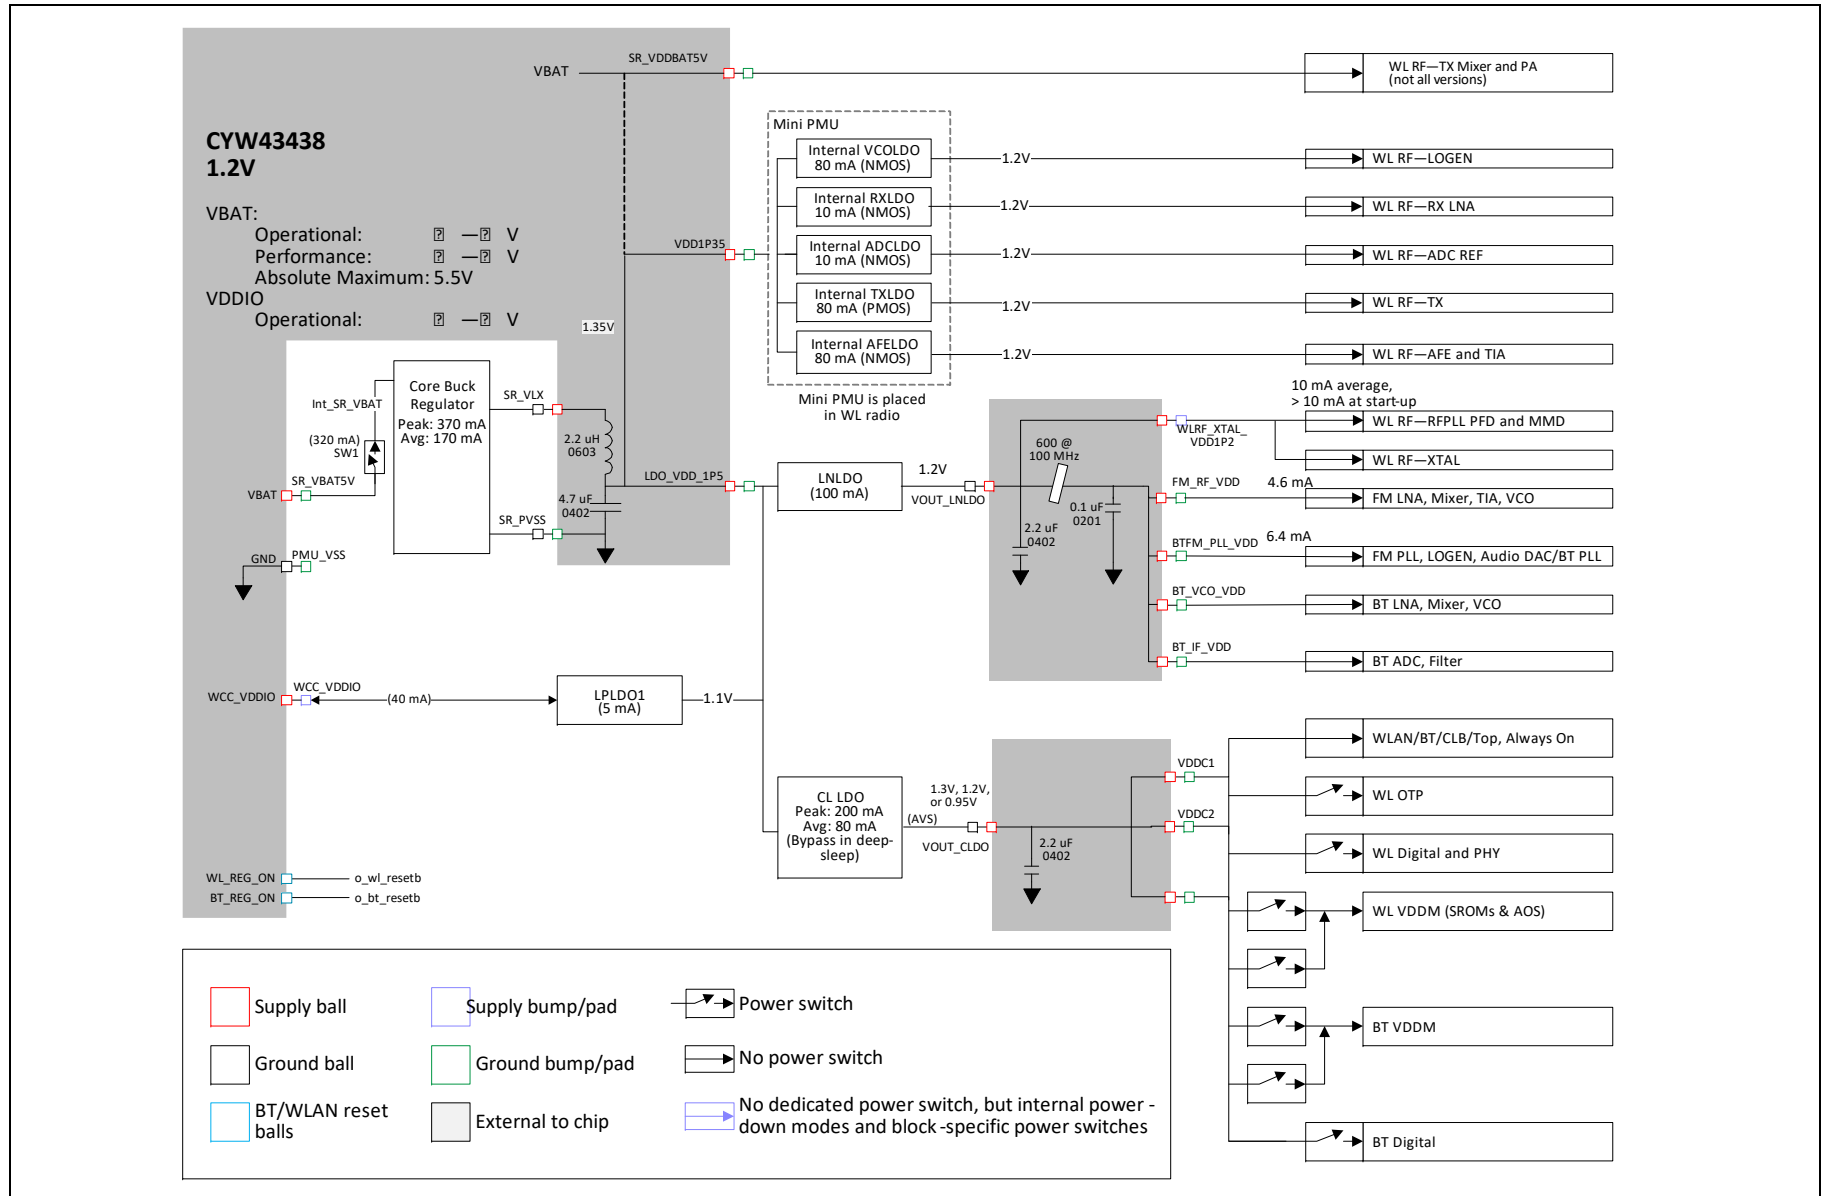 VBAT
SR_VDDBAT5V
WL RF—TX Mixer and PA
(not all versions)
CYW43438
1.2V
VBAT:
Operational: — V
Performance: — V
Absolute Maximum: 5.5V
VDDIO
Operational: — V
Mini PMU
Internal VCOLDO
80 mA (NMOS)
1.2V
WL RF—LOGEN
Internal RXLDO
10 mA (NMOS)
1.2V
WL RF—RX LNA
VDD1P35
Internal ADCLDO
10 mA (NMOS)
1.2V
WL RF—ADC REF
Internal TXLDO
80 mA (PMOS)
1.2V
WL RF—TX
1.35V
Internal AFELDO
80 mA (NMOS)
1.2V
WL RF—AFE and TIA
Mini PMU is placed
in WL radio
Core Buck
Regulator
Peak: 370 mA
Avg: 170 mA
Int_SR_VBAT
(320 mA)
SW1
SR_VBAT5V
VBAT
SR_VLX
2.2 uH
0603
LDO_VDD_1P5
4.7 uF
0402
SR_PVSS
GND
PMU_VSS
LNLDO
(100 mA)
1.2V
VOUT_LNLDO
600 @
100 MHz
2.2 uF
0402
0.1 uF
0201
10 mA average,
> 10 mA at start-up
WLRF_XTAL_
VDD1P2
WL RF—RFPLL PFD and MMD
WL RF—XTAL
FM_RF_VDD
4.6 mA
FM LNA, Mixer, TIA, VCO
BTFM_PLL_VDD
6.4 mA
FM PLL, LOGEN, Audio DAC/BT PLL
BT_VCO_VDD
BT LNA, Mixer, VCO
BT_IF_VDD
BT ADC, Filter
WCC_VDDIO
WCC_VDDIO
(40 mA)
LPLDO1
(5 mA)
1.1V
CL LDO
Peak: 200 mA
Avg: 80 mA
(Bypass in deep-
sleep)
1.3V, 1.2V,
or 0.95V
(AVS)
VOUT_CLDO
2.2 uF
0402
VDDC1
VDDC2
WLAN/BT/CLB/Top, Always On
WL OTP
WL Digital and PHY
WL VDDM (SROMs & AOS)
BT VDDM
BT Digital
WL_REG_ON
o_wl_resetb
BT_REG_ON
o_bt_resetb
Supply ball
Supply bump/pad
Power switch
Ground ball
Ground bump/pad
No power switch
BT/WLAN reset
balls
External to chip
No dedicated power switch, but internal power -
down modes and block -specific power switches